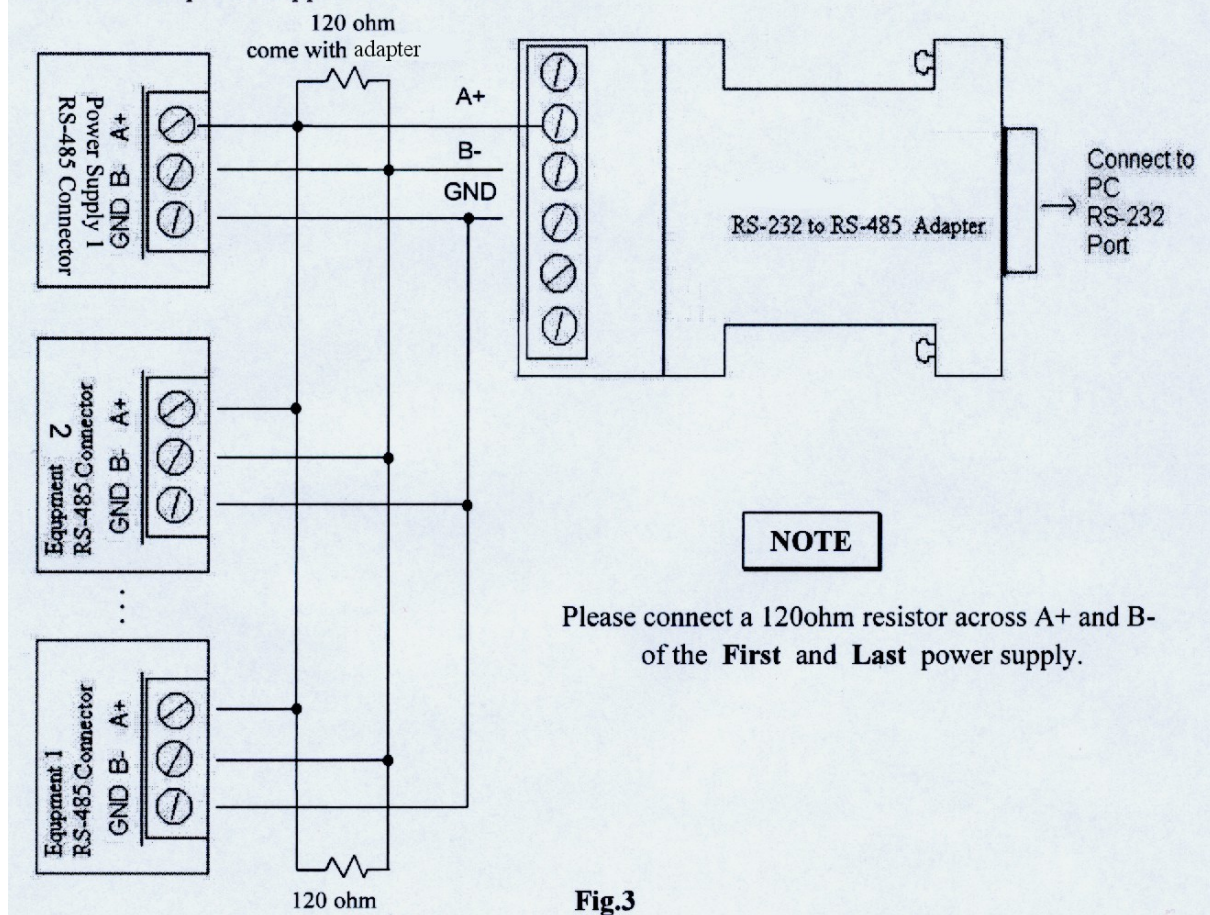 120 ohm
come with adapter
Power Supply 1
RS-485 Connector
GND B- A+
A+
B-
GND
RS-232 to RS-485 Adapter
Connect to
PC
RS-232
Port
Equpment 2
RS-485 Connector
GND B- A+
NOTE
Please connect a 120ohm resistor across A+ and B-
of the First and Last power supply.
. . .
Equpment 1
RS-485 Connector
GND B- A+
120 ohm
Fig.3